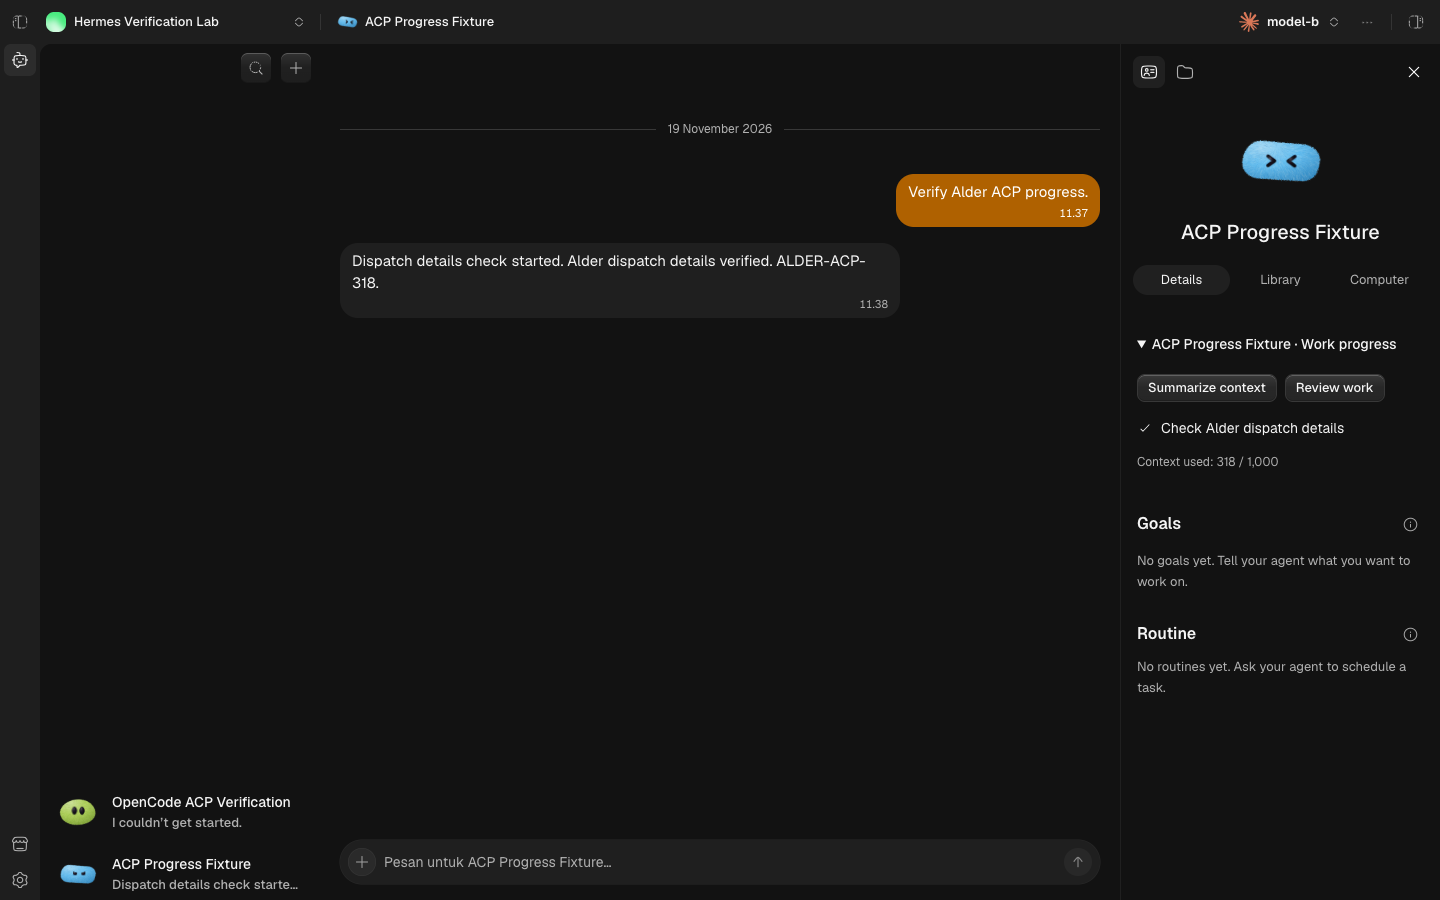 Hermes Verification Lab
ACP Progress Fixture
model-b
19 November 2026
Verify Alder ACP progress.
11.37
Dispatch details check started. Alder dispatch details verified. ALDER-ACP-
318.
11.38
OpenCode ACP Verification
I couldn't get started.
ACP Progress Fixture
Dispatch details check starte...
Pesan untuk ACP Progress Fixture...
ACP Progress Fixture
Details
Library
Computer
▼ ACP Progress Fixture · Work progress
Summarize context
Review work
✓ Check Alder dispatch details
Context used: 318 / 1,000
Goals
No goals yet. Tell your agent what you want to
work on.
Routine
No routines yet. Ask your agent to schedule a
task.